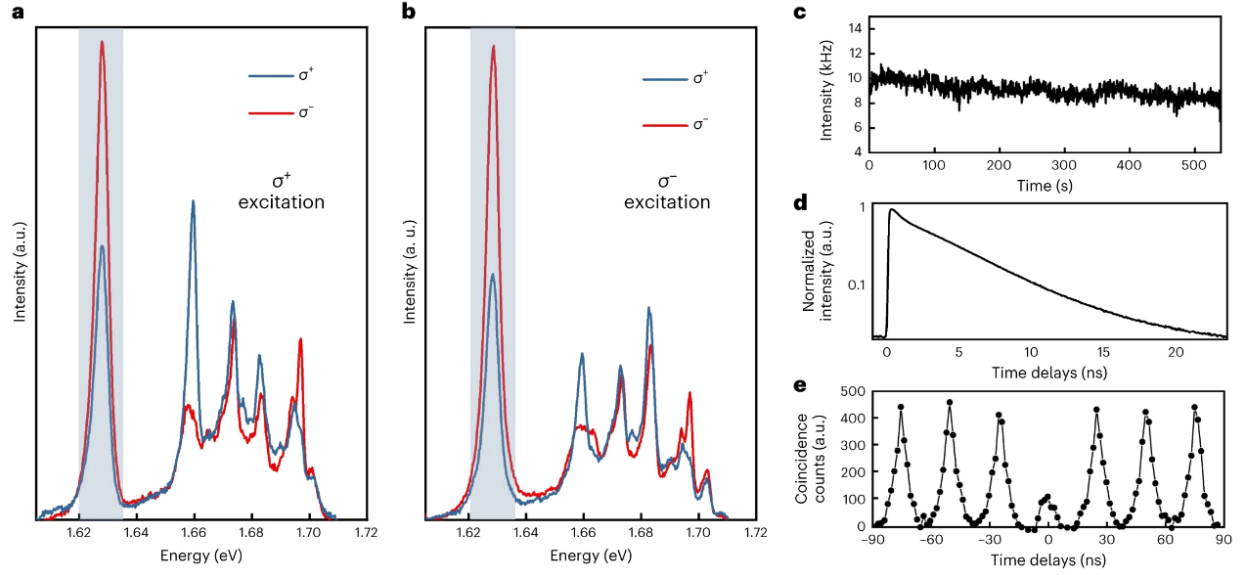 a
Intensity (a.u.)
σ⁺
σ⁻
σ⁺
excitation
1.62
1.64
1.66
1.68
1.70
1.72
Energy (eV)
b
Intensity (a. u.)
σ⁺
σ⁻
σ⁻
excitation
1.62
1.64
1.66
1.68
1.70
1.72
Energy (eV)
c
Intensity (kHz)
14
12
10
8
6
4
0
100
200
300
400
500
Time (s)
d
Normalized
intensity (a.u.)
1
0.1
0
5
10
15
20
Time delays (ns)
e
Coincidence
counts (a.u.)
500
400
300
200
100
0
-90
-60
-30
0
30
60
90
Time delays (ns)